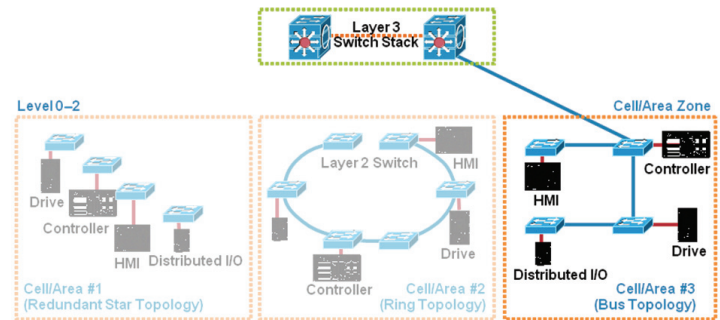 Layer 3
Switch Stack
Level 0–2
Cell/Area Zone
Drive
Controller
HMI
Distributed I/O
Cell/Area #1
(Redundant Star Topology)
Layer 2 Switch
HMI
Drive
Controller
Cell/Area #2
(Ring Topology)
Controller
HMI
Drive
Distributed I/O
Cell/Area #3
(Bus Topology)